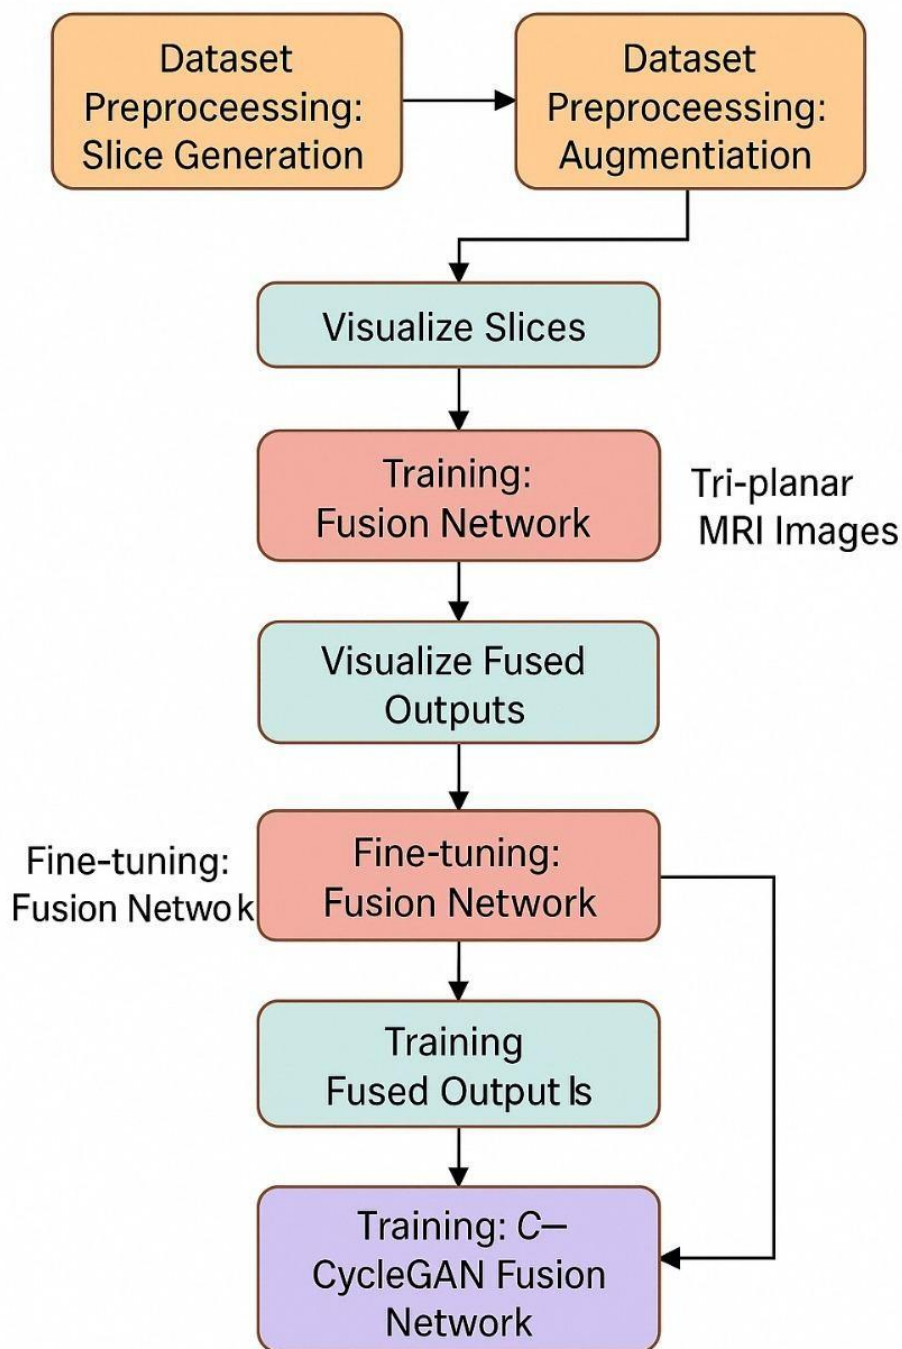 Dataset
Preproceessing:
Slice Generation
Dataset
Preproceessing:
Augmentiation
Visualize Slices
Training:
Fusion Network
Tri-planar
MRI Images
Visualize Fused
Outputs
Fine-tuning:
Fusion Netwo k
Fine-tuning:
Fusion Network
Training
Fused Output ls
Training: C–
CycleGAN Fusion
Network